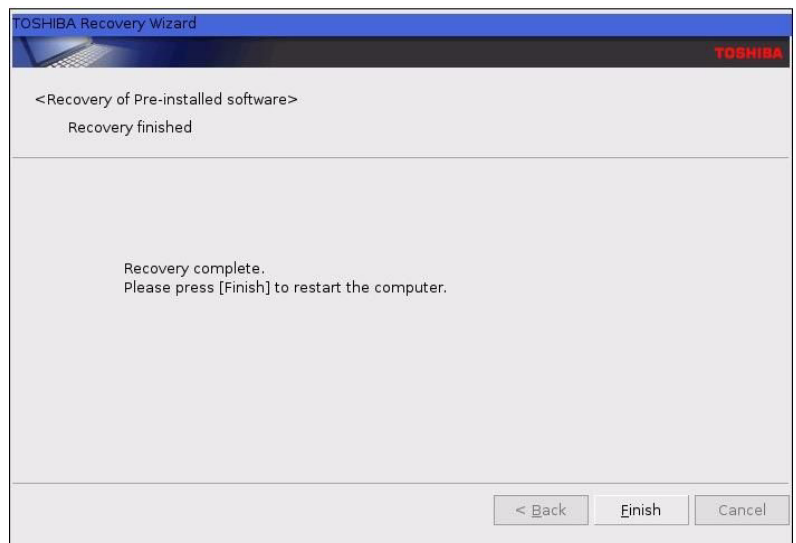 TOSHIBA Recovery Wizard
TOSHIBA
<Recovery of Pre-installed software>
Recovery finished
Recovery complete.
Please press [Finish] to restart the computer.
< Back
Finish
Cancel